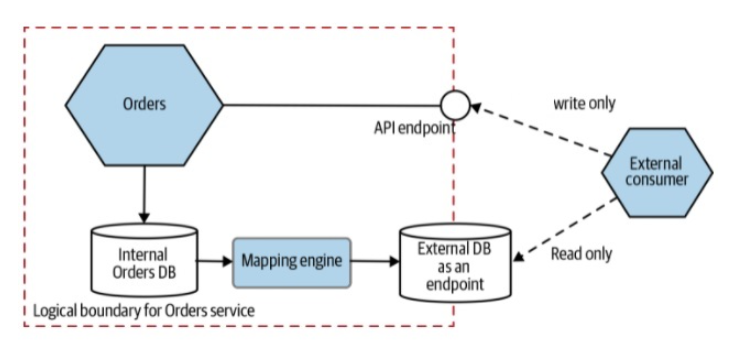 Orders
write only
API endpoint
External
consumer
Internal
Orders DB
Mapping engine
External DB
as an
endpoint
Read only
Logical boundary for Orders service